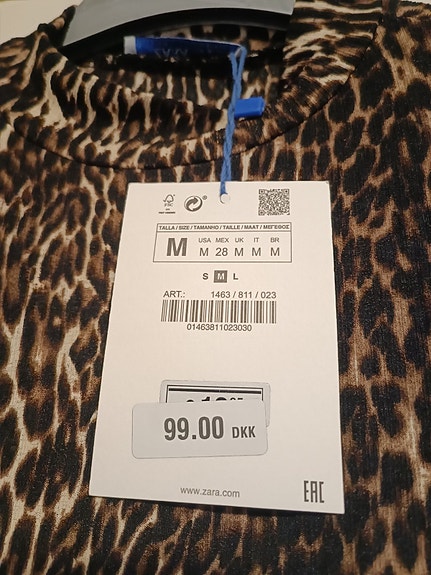 FSC
TALLA / SIZE / TAMANHO / TAILLE / MAAT / ΜΕΓΕΘΟΣ
M
USA MEX UK IT BR
M 28 M M M
S M L
ART.: 1463 / 811 / 023
01463811023030
99.00 DKK
www.zara.com
EAC